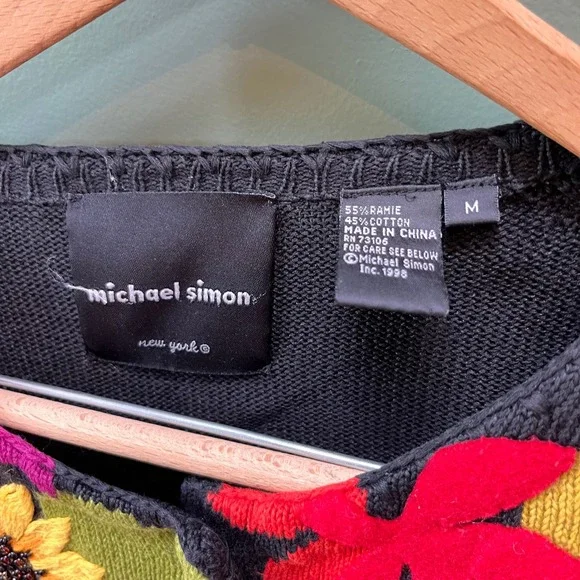 michael simon
new york®
55% RAMIE
45% COTTON
MADE IN CHINA
RN 73106
FOR CARE SEE BELOW
©Michael Simon
Inc. 1998
M